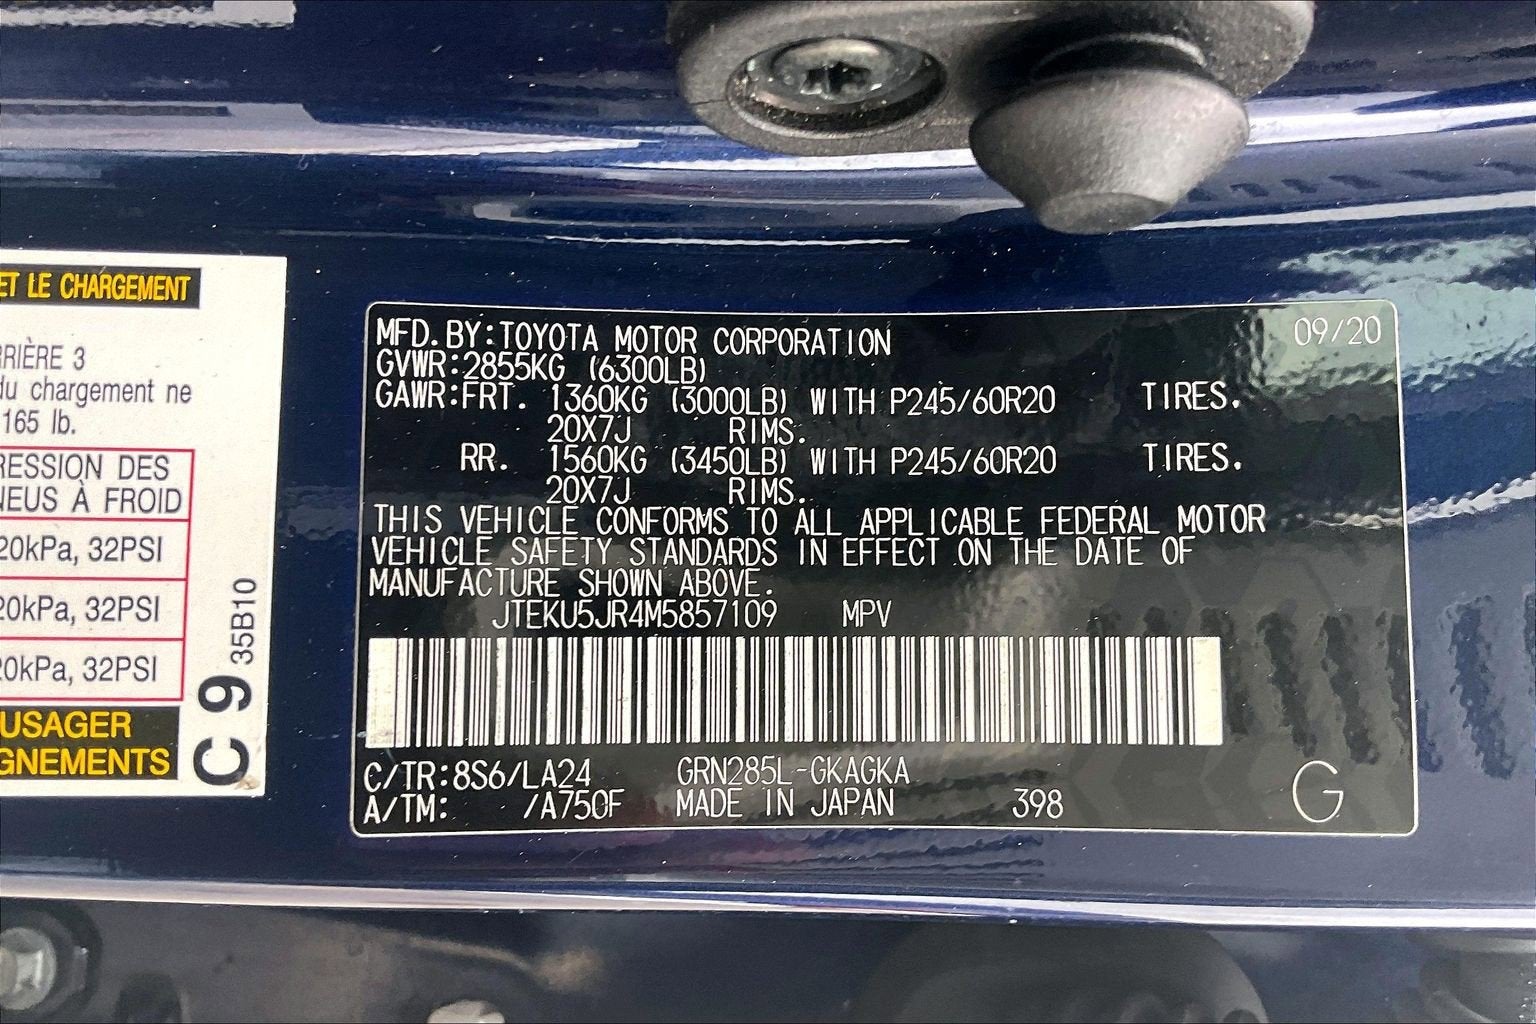 ET LE CHARGEMENT
RIÈRE 3
du chargement ne
165 lb.
RESSION DES
NEUS À FROID
20kPa, 32PSI
20kPa, 32PSI
20kPa, 32PSI
USAGER
GNEMENTS
C 9 35B10
MFD. BY:TOYOTA MOTOR CORPORATION 09/20
GVWR:2855KG (6300LB)
GAWR:FRT. 1360KG (3000LB) WITH P245/60R20 TIRES.
20X7J RIMS.
RR. 1560KG (3450LB) WITH P245/60R20 TIRES.
20X7J RIMS.
THIS VEHICLE CONFORMS TO ALL APPLICABLE FEDERAL MOTOR
VEHICLE SAFETY STANDARDS IN EFFECT ON THE DATE OF
MANUFACTURE SHOWN ABOVE.
JTEKU5JR4M5857109 MPV
C/TR:8S6/LA24 GRN285L-GKAGKA
A/TM: /A750F MADE IN JAPAN 398 G